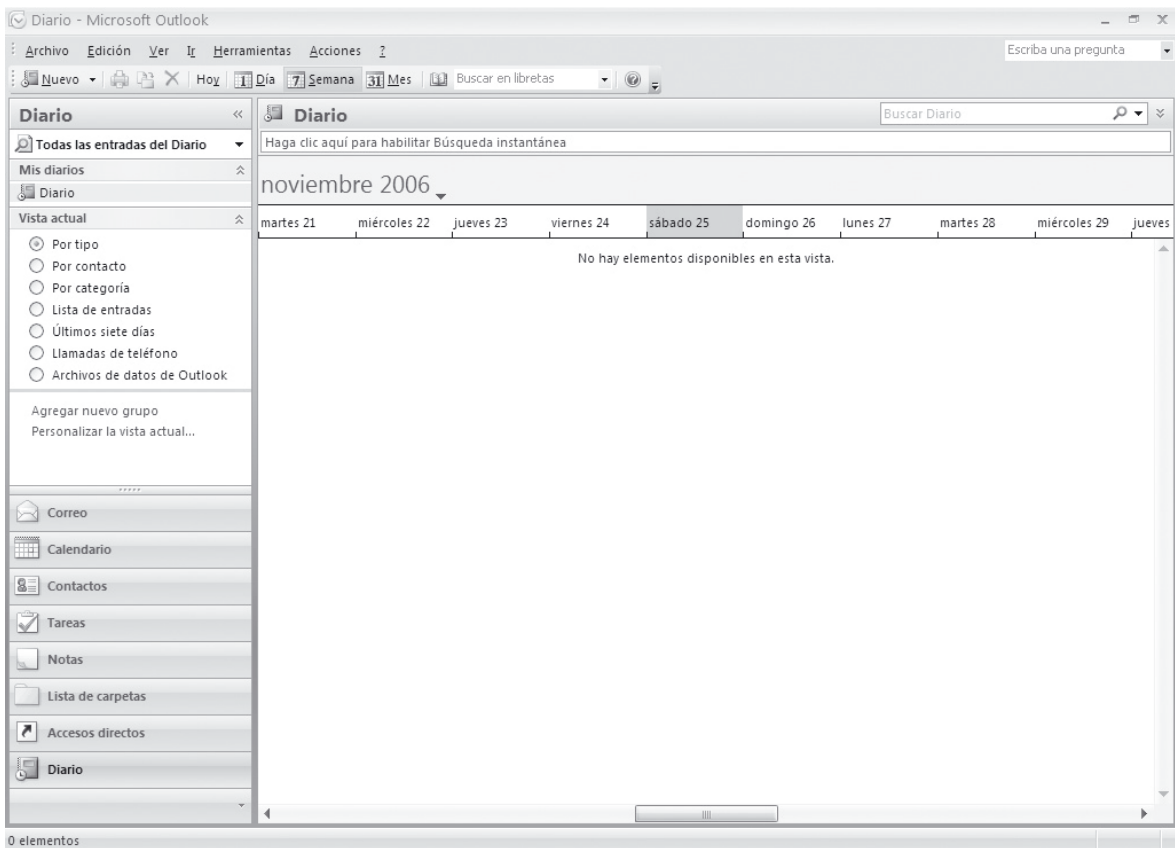 Diario - Microsoft Outlook
Archivo Edición Ver Ir Herramientas Acciones ?
Escriba una pregunta
Nuevo Hoy 1 Día 7 Semana 31 Mes Buscar en libretas
Diario
Todas las entradas del Diario
Mis diarios
Diario
Vista actual
Por tipo
Por contacto
Por categoría
Lista de entradas
Últimos siete días
Llamadas de teléfono
Archivos de datos de Outlook
Agregar nuevo grupo
Personalizar la vista actual...
Correo
Calendario
Contactos
Tareas
Notas
Lista de carpetas
Accesos directos
Diario
Diario
Buscar Diario
Haga clic aquí para habilitar Búsqueda instantánea
noviembre 2006
martes 21 miércoles 22 jueves 23 viernes 24 sábado 25 domingo 26 lunes 27 martes 28 miércoles 29 jueves
No hay elementos disponibles en esta vista.
0 elementos